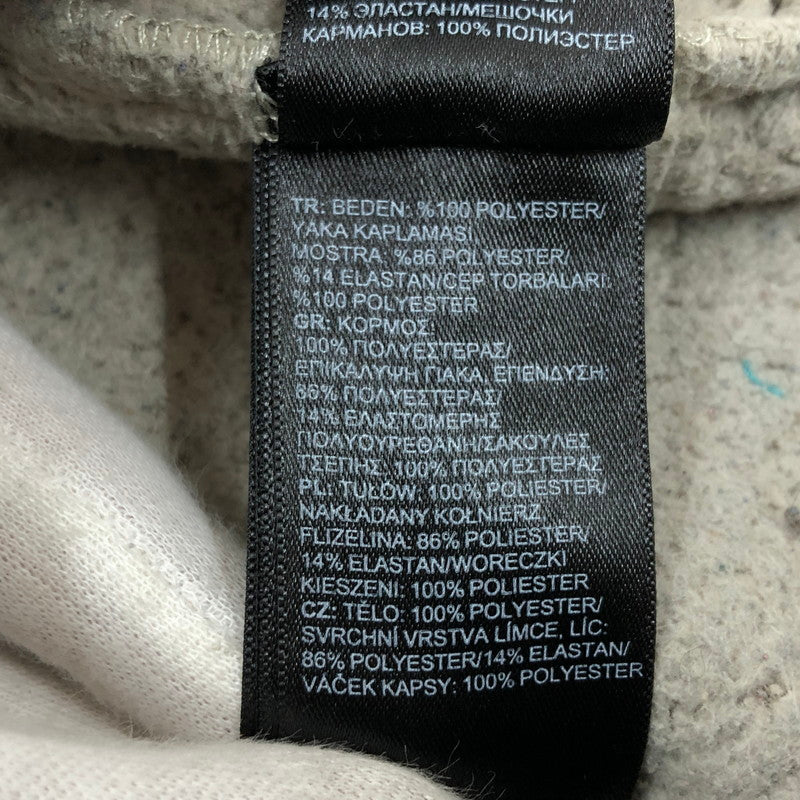 14% ЭЛАСТАН/МЕШОЧКИ
КАРМАНОВ: 100% ПОЛИЭСТЕР
TR: BEDEN: %100 POLYESTER/
YAKA KAPLAMASI,
MOSTRA: %86 POLYESTER/
%14 ELASTAN/CEP TORBALARI:
%100 POLYESTER
GR: ΚΟΡΜΟΣ:
100% ΠΟΛΥΕΣΤΕΡΑΣ/
ΕΠΙΚΑΛΥΨΗ ΓΙΑΚΑ, ΕΠΕΝΔΥΣΗ:
86% ΠΟΛΥΕΣΤΕΡΑΣ
14% ΕΛΑΣΤΟΜΕΡΗΣ
ΠΟΛΥΟΥΡΕΘΑΝΗ/ΣΑΚΟΥΛΕΣ
ΤΣΕΠΗΣ: 100% ΠΟΛΥΕΣΤΕΡΑΣ
PL: TUŁÓW: 100% POLIESTER/
NAKŁADANY KOŁNIERZ
FLIZELINA: 86% POLIESTER/
14% ELASTAN/WORECZKI
KIESZENI: 100% POLIESTER
CZ: TĚLO: 100% POLYESTER/
SVRCHNÍ VRSTVA LÍMCE, LÍC:
86% POLYESTER/14% ELASTAN/
VÁČEK KAPSY: 100% POLYESTER